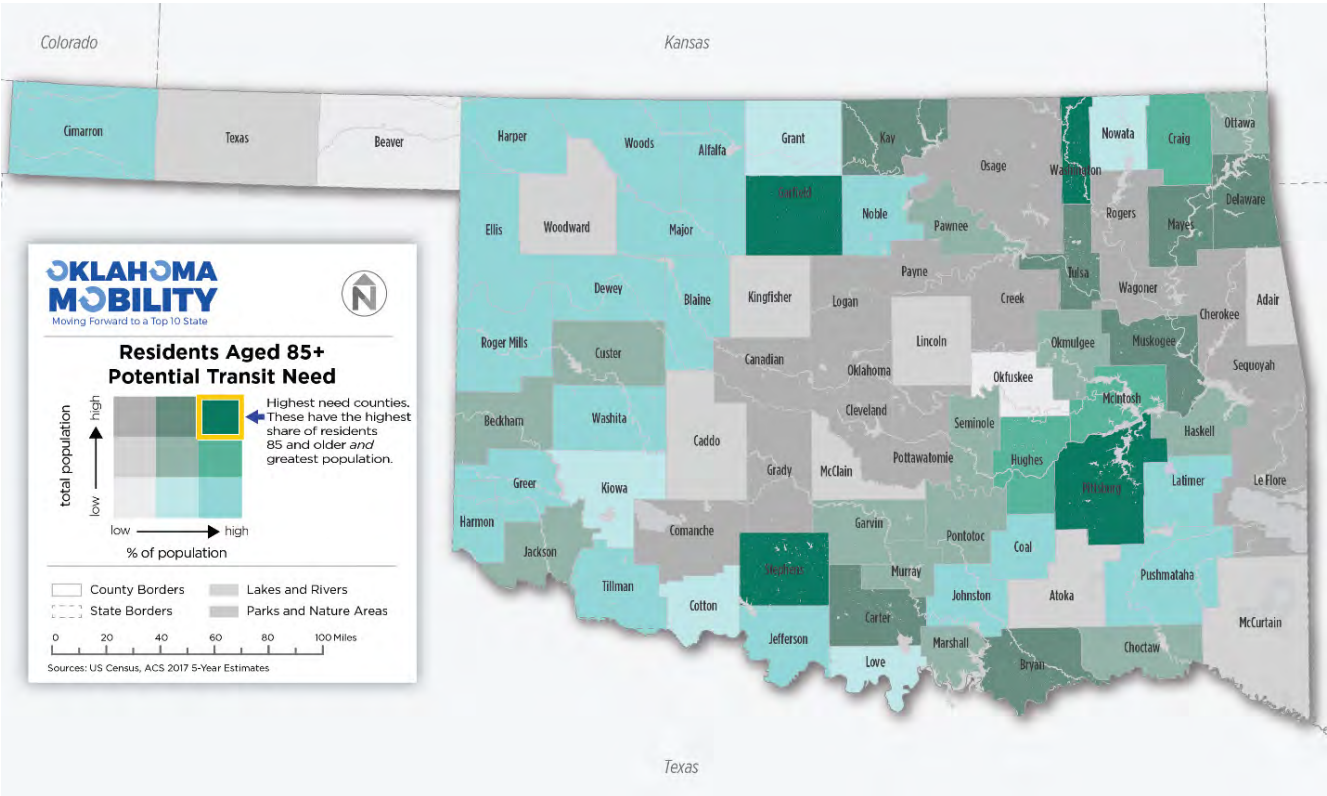 Colorado
Kansas
Cimarron
Texas
Beaver
Harper
Woods
Alfalfa
Grant
Kay
Osage
Washington
Nowata
Craig
Ottawa
Ellis
Woodward
Major
Garfield
Noble
Pawnee
Rogers
Mayes
Delaware
Dewey
Blaine
Kingfisher
Logan
Payne
Creek
Tulsa
Wagoner
Cherokee
Adair
Roger Mills
Custer
Canadian
Oklahoma
Lincoln
Okfuskee
Okmulgee
Muskogee
Sequoyah
Beckham
Washita
Caddo
Cleveland
Seminole
McIntosh
Haskell
Greer
Kiowa
Grady
McClain
Pottawatomie
Hughes
Pittsburg
Latimer
Le Flore
Harmon
Jackson
Comanche
Garvin
Pontotoc
Coal
Tillman
Cotton
Stephens
Murray
Johnston
Atoka
Pushmataha
Jefferson
Carter
Love
Marshall
Bryan
Choctaw
McCurtain
Texas
OKLAHOMA
MOBILITY
Moving Forward to a Top 10 State
N
Residents Aged 85+
Potential Transit Need
total population
low
high
Highest need counties.
These have the highest
share of residents
85 and older and
greatest population.
low
high
% of population
County Borders
Lakes and Rivers
State Borders
Parks and Nature Areas
0 20 40 60 80 100 Miles
Sources: US Census, ACS 2017 5-Year Estimates